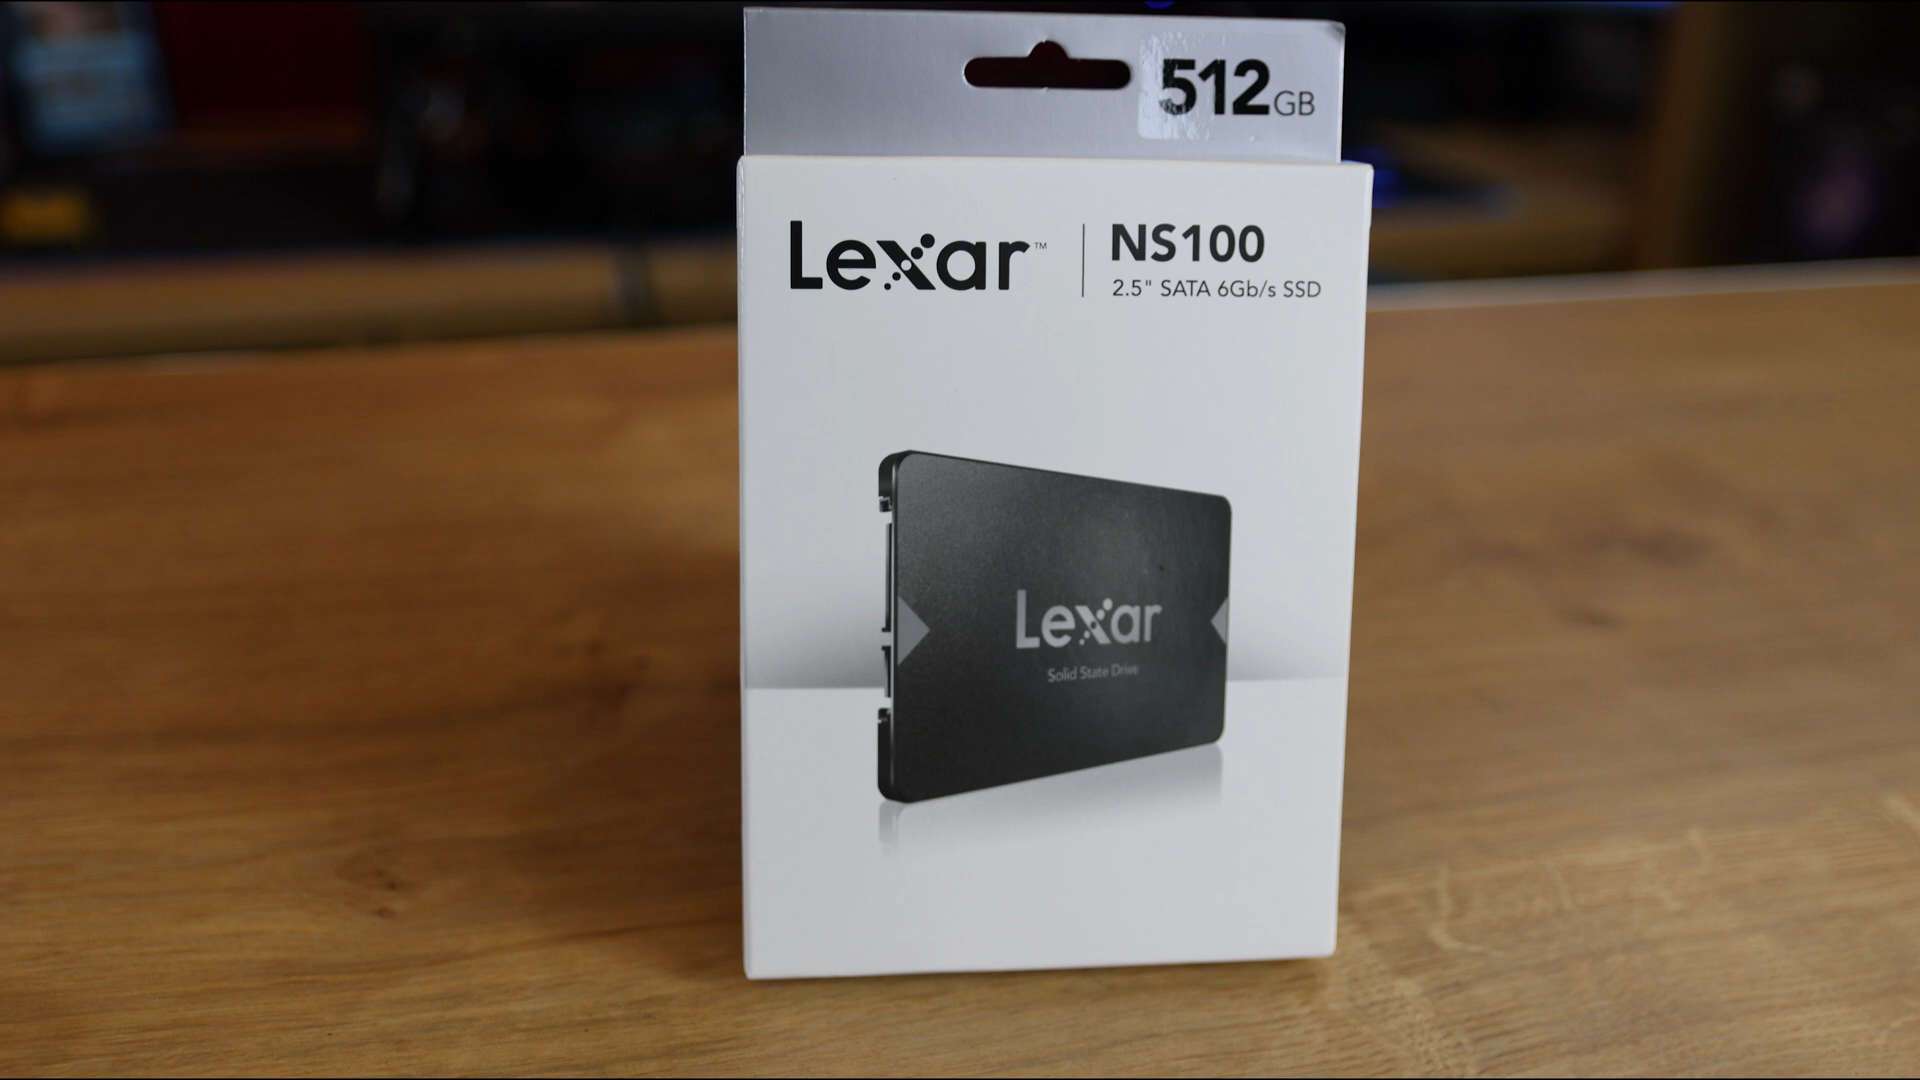 512GB
Lexar™
NS100
2.5" SATA 6Gb/s SSD
Lexar
Solid State Drive